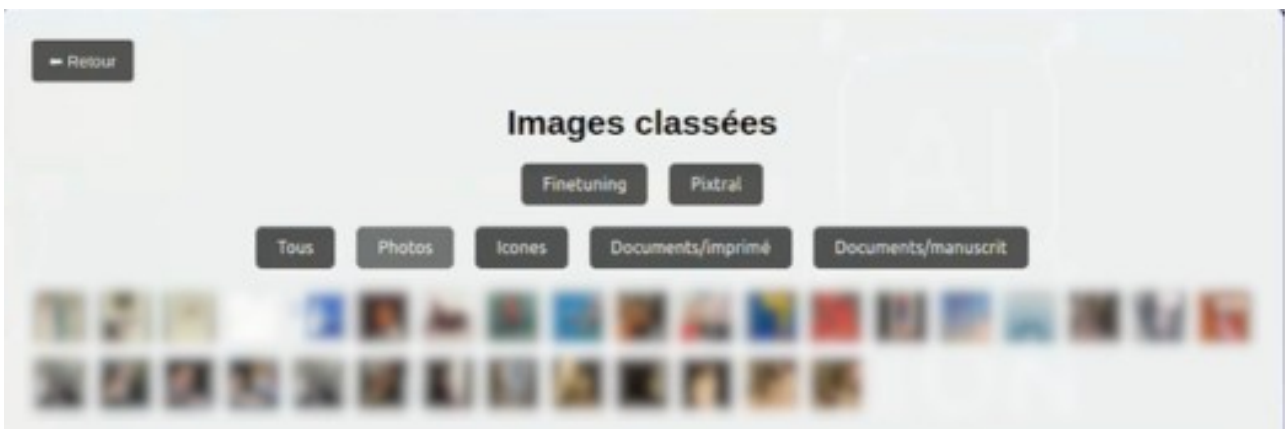 ⬅ Retour
Images classées
Finetuning Pixtral
Tous Photos Icones Documents/imprimé Documents/manuscrit